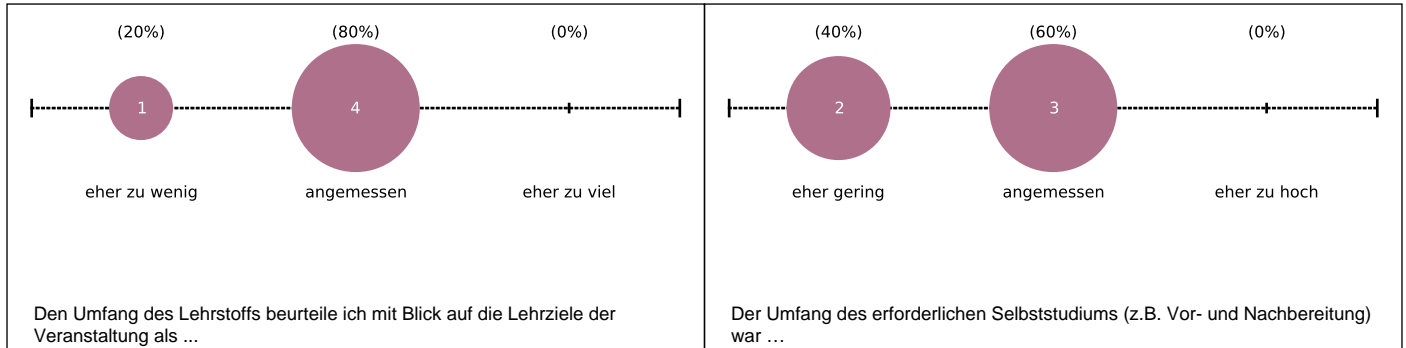 (20%) (80%) (0%)
1 4
eher zu wenig angemessen eher zu viel
Den Umfang des Lehrstoffs beurteile ich mit Blick auf die Lehrziele der
Veranstaltung als ...
(40%) (60%) (0%)
2 3
eher gering angemessen eher zu hoch
Der Umfang des erforderlichen Selbststudiums (z.B. Vor- und Nachbereitung)
war …